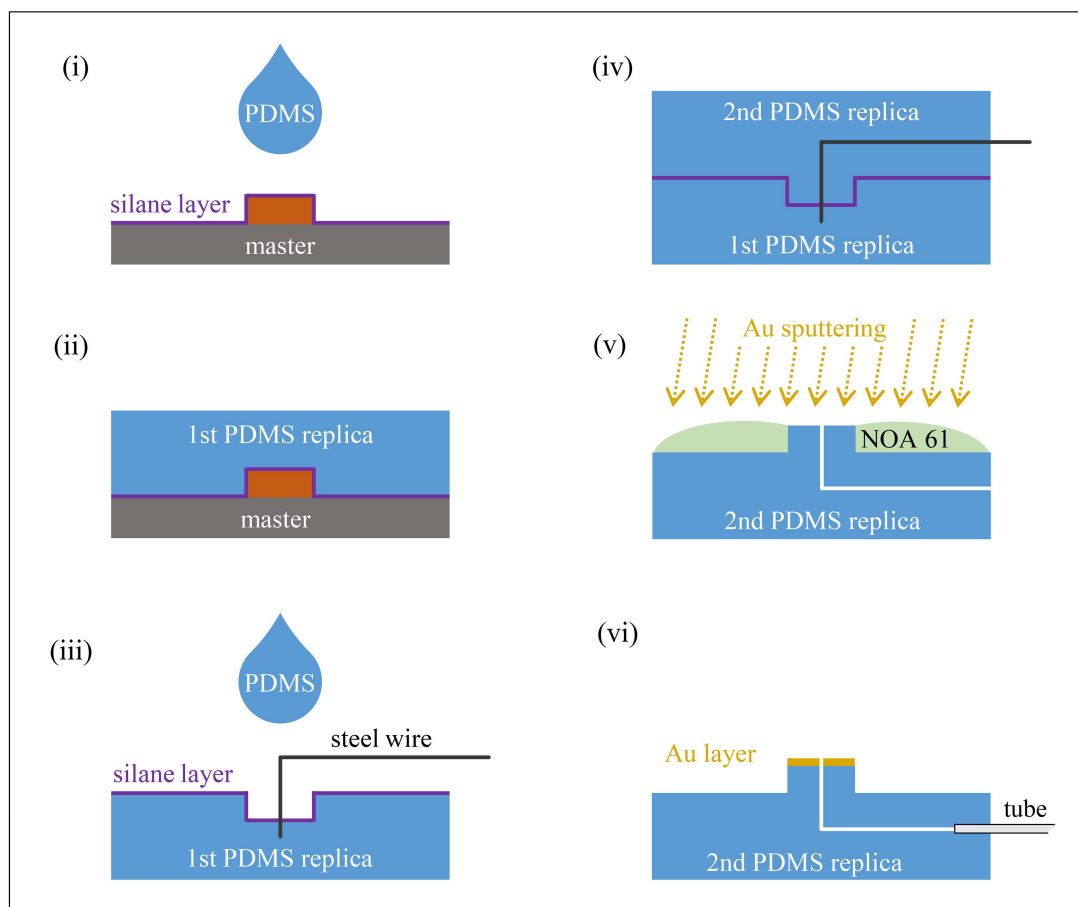 (i)
PDMS
silane layer
master
(ii)
1st PDMS replica
master
(iii)
PDMS
steel wire
silane layer
1st PDMS replica
(iv)
2nd PDMS replica
1st PDMS replica
(v)
Au sputtering
NOA 61
2nd PDMS replica
(vi)
Au layer
tube
2nd PDMS replica